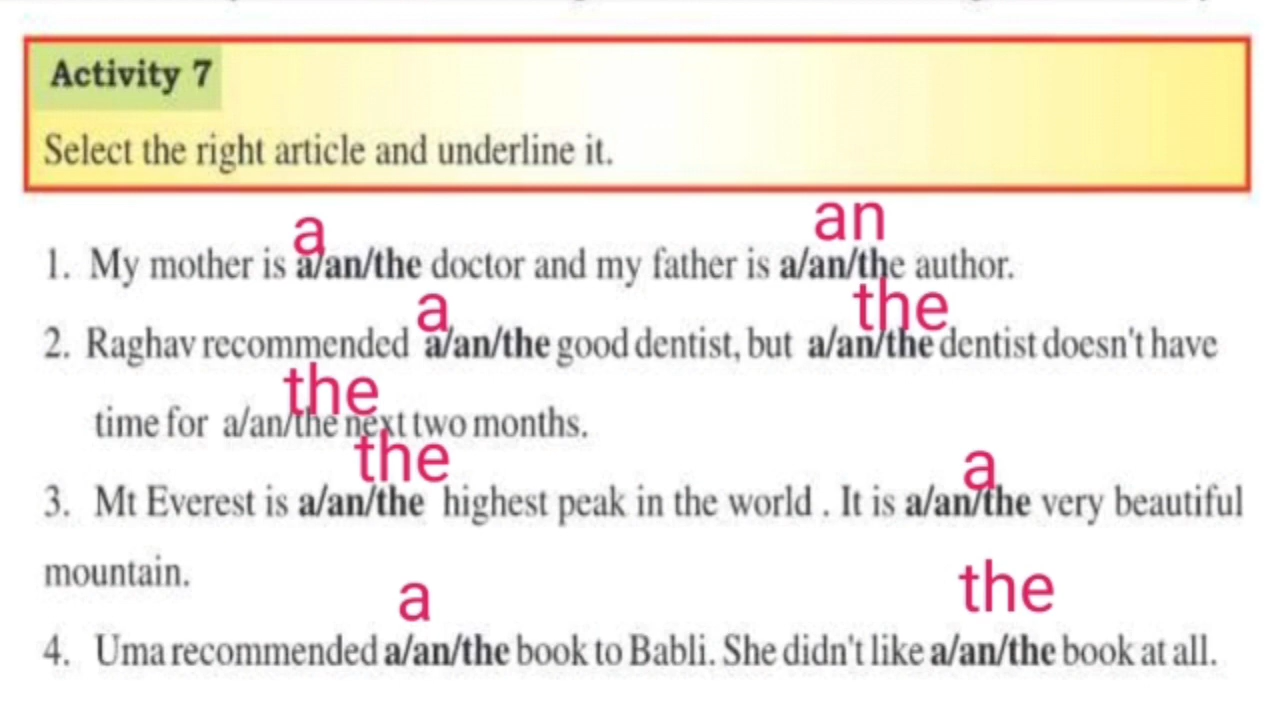 Activity 7
Select the right article and underline it.
a an
1. My mother is a/an/the doctor and my father is a/an/the author.
a the
2. Raghav recommended a/an/the good dentist, but a/an/the dentist doesn't have
the
time for a/an/the next two months.
the a
3. Mt Everest is a/an/the highest peak in the world . It is a/an/the very beautiful
mountain.
a the
4. Uma recommended a/an/the book to Babli. She didn't like a/an/the book at all.